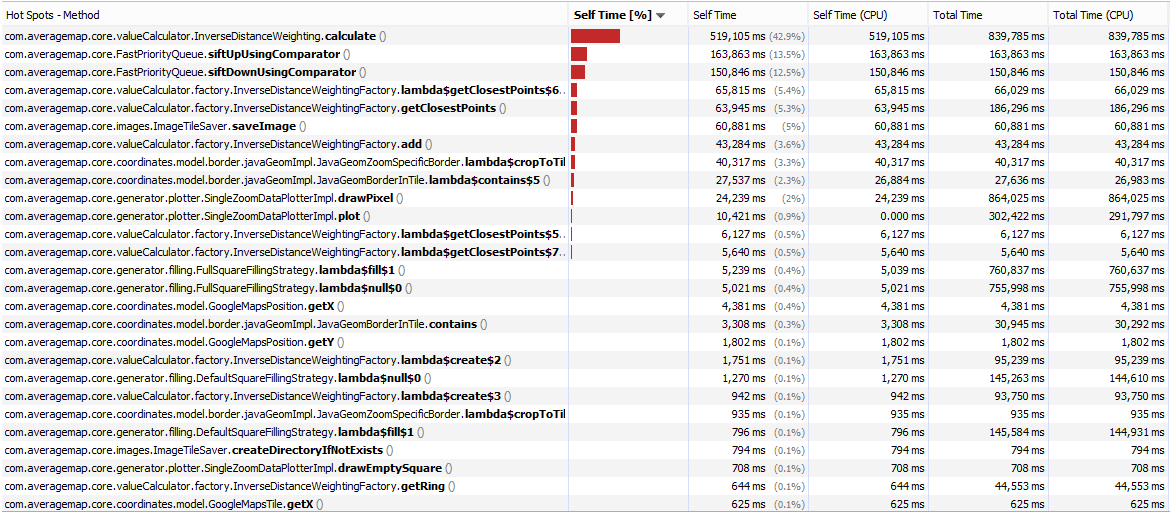 Hot Spots - Method Self Time [%] Self Time Self Time (CPU) Total Time Total Time (CPU)
com.averagemap.core.valueCalculator.InverseDistanceWeighting.calculate () 519,105 ms (42.9%) 519,105 ms 839,785 ms 839,785 ms
com.averagemap.core.FastPriorityQueue.siftUpUsingComparator () 163,863 ms (13.5%) 163,863 ms 163,863 ms 163,863 ms
com.averagemap.core.FastPriorityQueue.siftDownUsingComparator () 150,846 ms (12.5%) 150,846 ms 150,846 ms 150,846 ms
com.averagemap.core.valueCalculator.factory.InverseDistanceWeightingFactory.lambda$getClosestPoints$6.. 65,815 ms (5.4%) 65,815 ms 66,029 ms 66,029 ms
com.averagemap.core.valueCalculator.factory.InverseDistanceWeightingFactory.getClosestPoints () 63,945 ms (5.3%) 63,945 ms 186,296 ms 186,296 ms
com.averagemap.core.images.ImageTileSaver.saveImage () 60,881 ms (5%) 60,881 ms 60,881 ms 60,881 ms
com.averagemap.core.valueCalculator.factory.InverseDistanceWeightingFactory.add () 43,284 ms (3.6%) 43,284 ms 43,284 ms 43,284 ms
com.averagemap.core.coordinates.model.border.javaGeomImpl.JavaGeomZoomSpecificBorder.lambda$cropToTil 40,317 ms (3.3%) 40,317 ms 40,317 ms 40,317 ms
com.averagemap.core.coordinates.model.border.javaGeomImpl.JavaGeomBorderInTile.lambda$contains$5 () 27,537 ms (2.3%) 26,884 ms 27,636 ms 26,983 ms
com.averagemap.core.generator.plotter.SingleZoomDataPlotterImpl.drawPixel () 24,239 ms (2%) 24,239 ms 864,025 ms 864,025 ms
com.averagemap.core.generator.plotter.SingleZoomDataPlotterImpl.plot () 10,421 ms (0.9%) 0.000 ms 302,422 ms 291,797 ms
com.averagemap.core.valueCalculator.factory.InverseDistanceWeightingFactory.lambda$getClosestPoints$5.. 6,127 ms (0.5%) 6,127 ms 6,127 ms 6,127 ms
com.averagemap.core.valueCalculator.factory.InverseDistanceWeightingFactory.lambda$getClosestPoints$7.. 5,640 ms (0.5%) 5,640 ms 5,640 ms 5,640 ms
com.averagemap.core.generator.filling.FullSquareFillingStrategy.lambda$fill$1 () 5,239 ms (0.4%) 5,039 ms 760,837 ms 760,637 ms
com.averagemap.core.generator.filling.FullSquareFillingStrategy.lambda$null$0 () 5,021 ms (0.4%) 5,021 ms 755,998 ms 755,998 ms
com.averagemap.core.coordinates.model.GoogleMapsPosition.getX () 4,381 ms (0.4%) 4,381 ms 4,381 ms 4,381 ms
com.averagemap.core.coordinates.model.border.javaGeomImpl.JavaGeomBorderInTile.contains () 3,308 ms (0.3%) 3,308 ms 30,945 ms 30,292 ms
com.averagemap.core.coordinates.model.GoogleMapsPosition.getY () 1,802 ms (0.1%) 1,802 ms 1,802 ms 1,802 ms
com.averagemap.core.valueCalculator.factory.InverseDistanceWeightingFactory.lambda$create$2 () 1,751 ms (0.1%) 1,751 ms 95,239 ms 95,239 ms
com.averagemap.core.generator.filling.DefaultSquareFillingStrategy.lambda$null$0 () 1,270 ms (0.1%) 1,270 ms 145,263 ms 144,610 ms
com.averagemap.core.valueCalculator.factory.InverseDistanceWeightingFactory.lambda$create$3 () 942 ms (0.1%) 942 ms 93,750 ms 93,750 ms
com.averagemap.core.coordinates.model.border.javaGeomImpl.JavaGeomZoomSpecificBorder.lambda$cropToTil 935 ms (0.1%) 935 ms 935 ms 935 ms
com.averagemap.core.generator.filling.DefaultSquareFillingStrategy.lambda$fill$1 () 796 ms (0.1%) 796 ms 145,584 ms 144,931 ms
com.averagemap.core.images.ImageTileSaver.createDirectoryIfNotExists () 794 ms (0.1%) 794 ms 794 ms 794 ms
com.averagemap.core.generator.plotter.SingleZoomDataPlotterImpl.drawEmptySquare () 708 ms (0.1%) 708 ms 708 ms 708 ms
com.averagemap.core.valueCalculator.factory.InverseDistanceWeightingFactory.getRing () 644 ms (0.1%) 644 ms 44,553 ms 44,553 ms
com.averagemap.core.coordinates.model.GoogleMapsTile.getX () 625 ms (0.1%) 625 ms 625 ms 625 ms